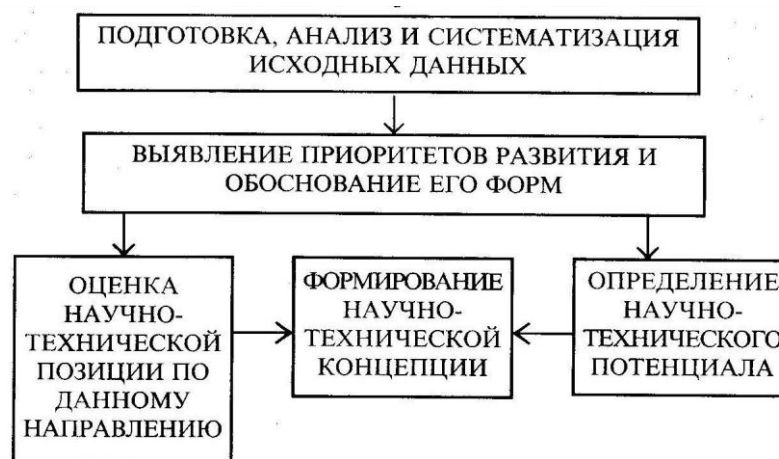 ПОДГОТОВКА, АНАЛИЗ И СИСТЕМАТИЗАЦИЯ
ИСХОДНЫХ ДАННЫХ
ВЫЯВЛЕНИЕ ПРИОРИТЕТОВ РАЗВИТИЯ И
ОБОСНОВАНИЕ ЕГО ФОРМ
ОЦЕНКА
НАУЧНО-
ТЕХНИЧЕСКОЙ
ПОЗИЦИИ ПО
ДАННОМУ
НАПРАВЛЕНИЮ
ФОРМИРОВАНИЕ
НАУЧНО-
ТЕХНИЧЕСКОЙ
КОНЦЕПЦИИ
ОПРЕДЕЛЕНИЕ
НАУЧНО-
ТЕХНИЧЕСКОГО
ПОТЕНЦИАЛА